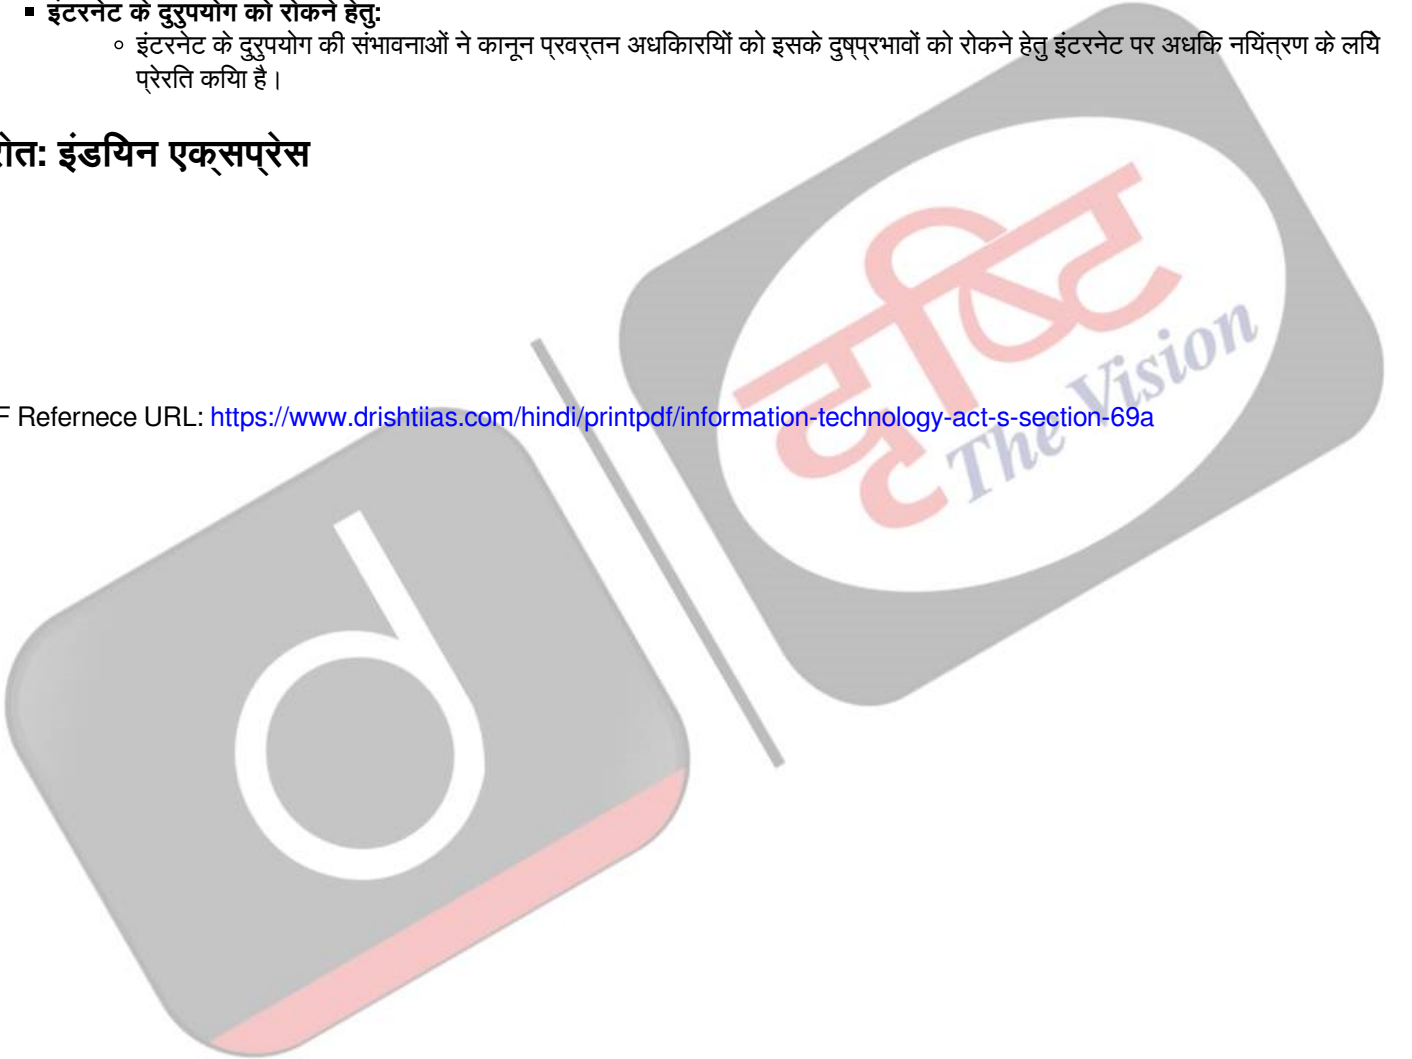 इंटरनेट के दुरुपयोग को रोकने हेतु:
इंटरनेट के दुरुपयोग की संभावनाओं ने कानून प्रवर्तन अधिकारियों को इसके दुष्प्रभावों को रोकने हेतु इंटरनेट पर अधिक नियंत्रण के लिये
प्रेरित किया है।
रोत: इंडियन एक्सप्रेस
दृष्टि
The Vision
F Refernece URL: https://www.drishtiias.com/hindi/printpdf/information-technology-act-s-section-69a
d